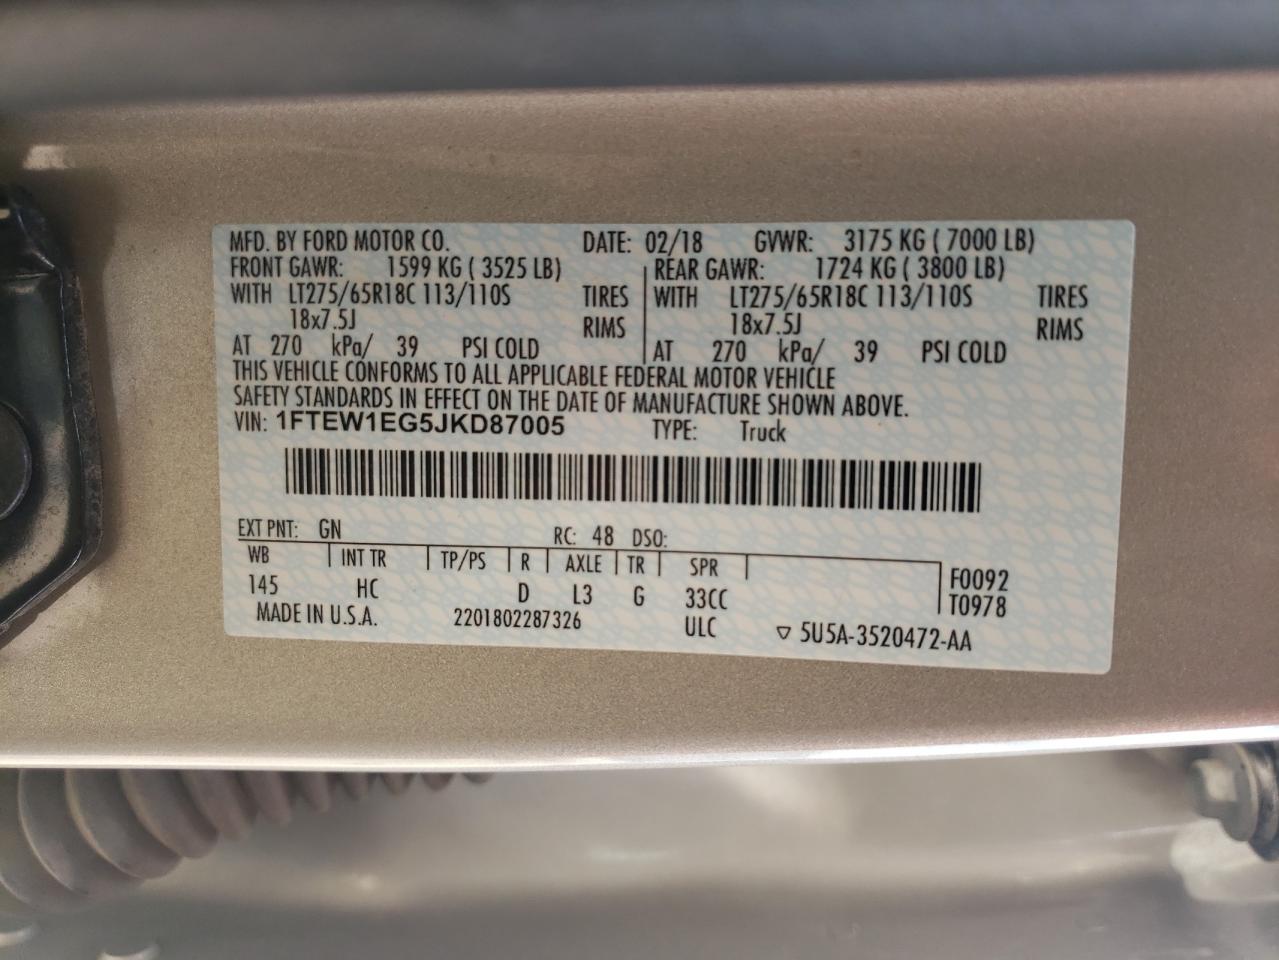 MFD. BY FORD MOTOR CO. DATE: 02/18 GVWR: 3175 KG ( 7000 LB)
FRONT GAWR: 1599 KG ( 3525 LB) REAR GAWR: 1724 KG ( 3800 LB)
WITH LT275/65R18C 113/110S TIRES WITH LT275/65R18C 113/110S TIRES
18x7.5J RIMS 18x7.5J RIMS
AT 270 kPa/ 39 PSI COLD AT 270 kPa/ 39 PSI COLD
THIS VEHICLE CONFORMS TO ALL APPLICABLE FEDERAL MOTOR VEHICLE
SAFETY STANDARDS IN EFFECT ON THE DATE OF MANUFACTURE SHOWN ABOVE.
VIN: 1FTEW1EG5JKD87005 TYPE: Truck
EXT PNT: GN RC: 48 DSO:
WB INT TR TP/PS R AXLE TR SPR
145 HC D L3 G 33CC F0092
T0978
MADE IN U.S.A. 2201802287326 ULC ▽ 5U5A-3520472-AA